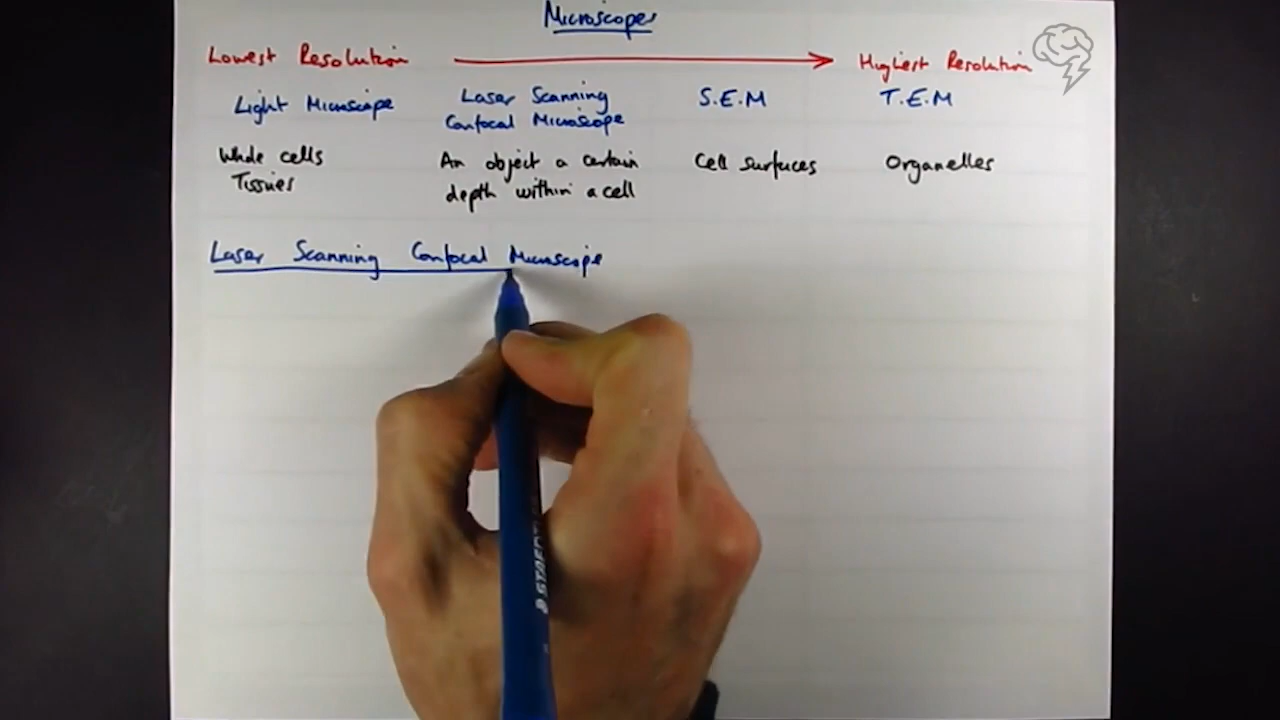 Microscopes
Lowest Resolution Highest Resolution
Light Microscope Laser Scanning Confocal Microscope S.E.M T.E.M
Whole cells Tissues An object a certain depth within a cell Cell surfaces Organelles
Laser Scanning Confocal Microscope
STAEDT